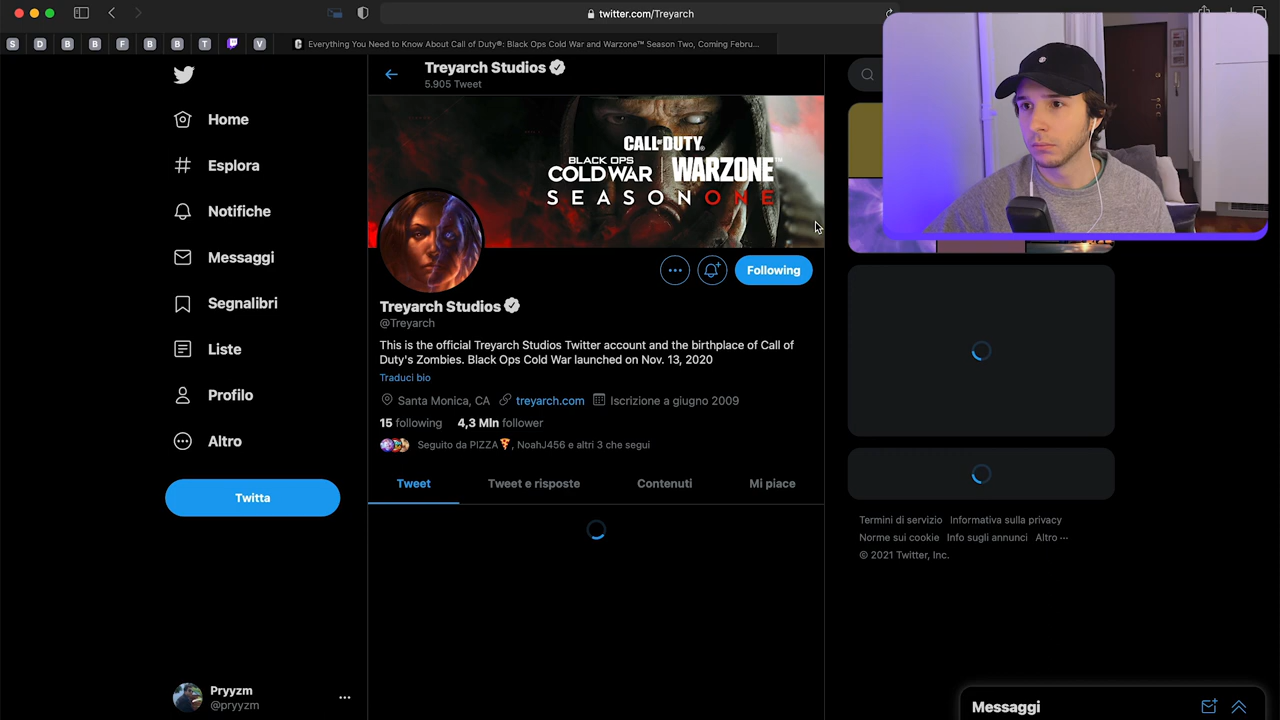 twitter.com/Treyarch
S
D
B
B
F
B
B
T
V
C
Everything You Need to Know About Call of Duty®: Black Ops Cold War and Warzone™ Season Two, Coming Febru...
Treyarch Studios
5.905 Tweet
Home
Esplora
Notifiche
Messaggi
Segnalibri
Liste
Profilo
Altro
Twitta
CALL OF DUTY®
BLACK OPS
COLD WAR
WARZONE™
SEASON ONE
Following
Treyarch Studios
@Treyarch
This is the official Treyarch Studios Twitter account and the birthplace of Call of
Duty's Zombies. Black Ops Cold War launched on Nov. 13, 2020
Traduci bio
Santa Monica, CA
treyarch.com
Iscrizione a giugno 2009
15 following
4,3 Mln follower
Seguito da PIZZA🍕, NoahJ456 e altri 3 che segui
Tweet
Tweet e risposte
Contenuti
Mi piace
Termini di servizio
Informativa sulla privacy
Norme sui cookie
Info sugli annunci
Altro ···
© 2021 Twitter, Inc.
Pryyzm
@pryyzm
Messaggi